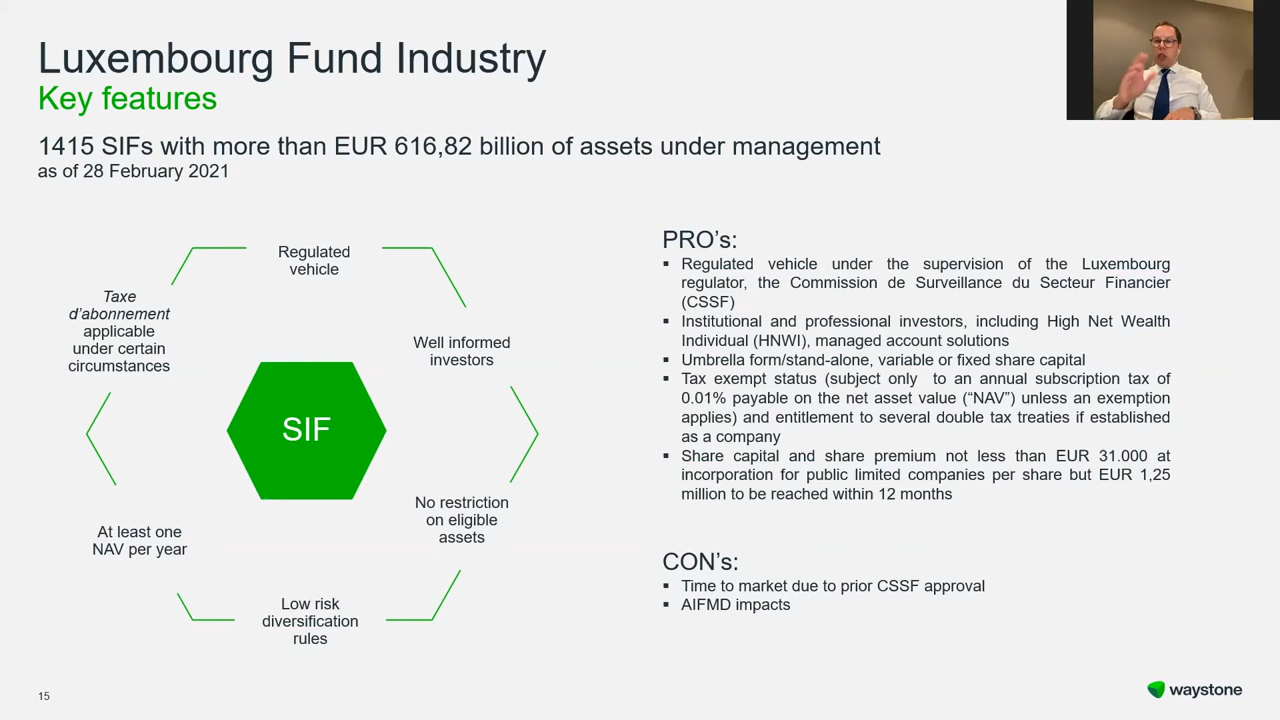 Luxembourg Fund Industry
Key features
1415 SIFs with more than EUR 616,82 billion of assets under management
as of 28 February 2021
Regulated
vehicle
Well informed
investors
No restriction
on eligible
assets
Low risk
diversification
rules
At least one
NAV per year
Taxe
d'abonnement
applicable
under certain
circumstances
SIF
PRO's:
▪ Regulated vehicle under the supervision of the Luxembourg
regulator, the Commission de Surveillance du Secteur Financier
(CSSF)
▪ Institutional and professional investors, including High Net Wealth
Individual (HNWI), managed account solutions
▪ Umbrella form/stand-alone, variable or fixed share capital
▪ Tax exempt status (subject only to an annual subscription tax of
0.01% payable on the net asset value (“NAV”) unless an exemption
applies) and entitlement to several double tax treaties if established
as a company
▪ Share capital and share premium not less than EUR 31.000 at
incorporation for public limited companies per share but EUR 1,25
million to be reached within 12 months
CON's:
▪ Time to market due to prior CSSF approval
▪ AIFMD impacts
15
waystone